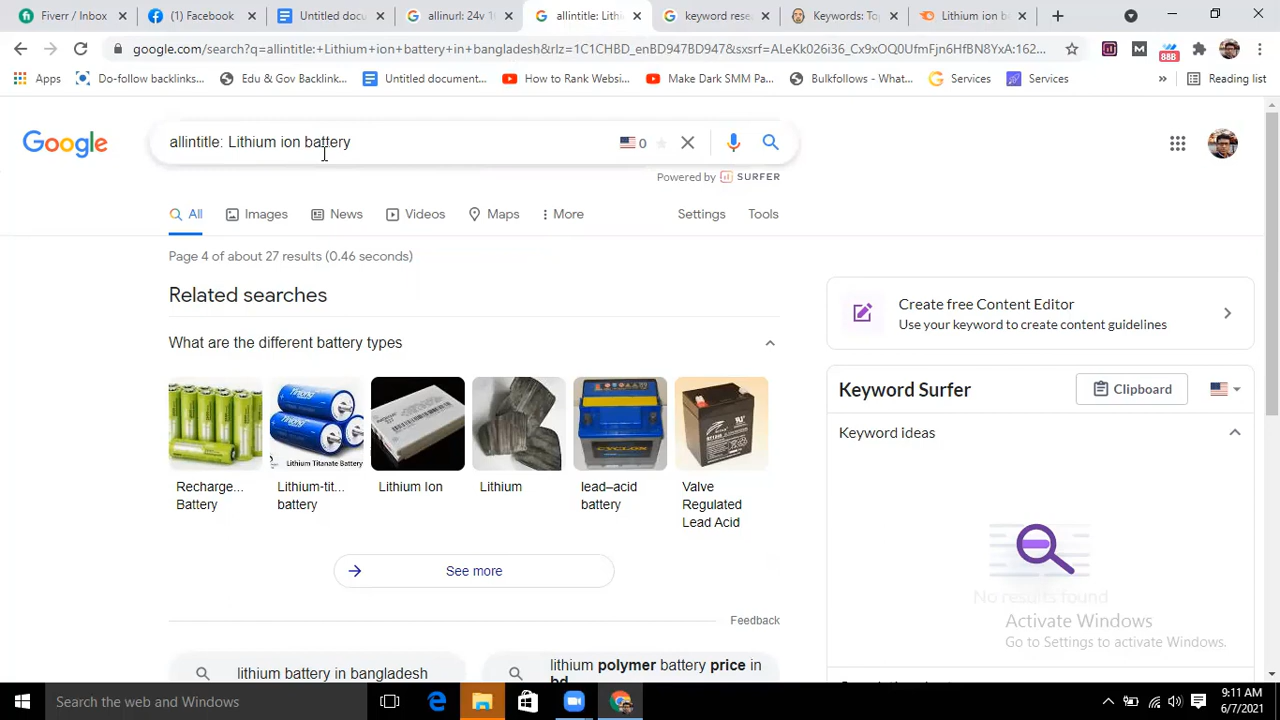 Fiverr / Inbox
(1) Facebook
Untitled docu
allinurl: 24v 10
allintitle: Lith
keyword rese
Keywords: Top
Lithium ion b
google.com/search?q=allintitle:+Lithium+ion+battery+in+bangladesh&rlz=1C1CHBD_enBD947BD947&sxsrf=ALeKk026i36_Cx9xOQ0UfmFjn6HfBN8YxA:162...
88B
Apps
Do-follow backlinks...
Edu & Gov Backlink...
Untitled document...
How to Rank Websi...
Make Dark SMM Pa...
Bulkfollows - What...
Services
Services
»
Reading list
Google
allintitle: Lithium ion battery
0
Powered by SURFER
All
Images
News
Videos
Maps
More
Settings
Tools
Page 4 of about 27 results (0.46 seconds)
Related searches
What are the different battery types
Lithium Titanate Battery
CYCLON
Recharge...
Battery
Lithium-tit...
battery
Lithium Ion
Lithium
lead–acid
battery
Valve
Regulated
Lead Acid
See more
Feedback
lithium battery in bangladesh
lithium polymer battery price in
bd
Create free Content Editor
Use your keyword to create content guidelines
Keyword Surfer
Clipboard
Keyword ideas
No results found
Activate Windows
Go to Settings to activate Windows.
Search the web and Windows
9:11 AM
6/7/2021